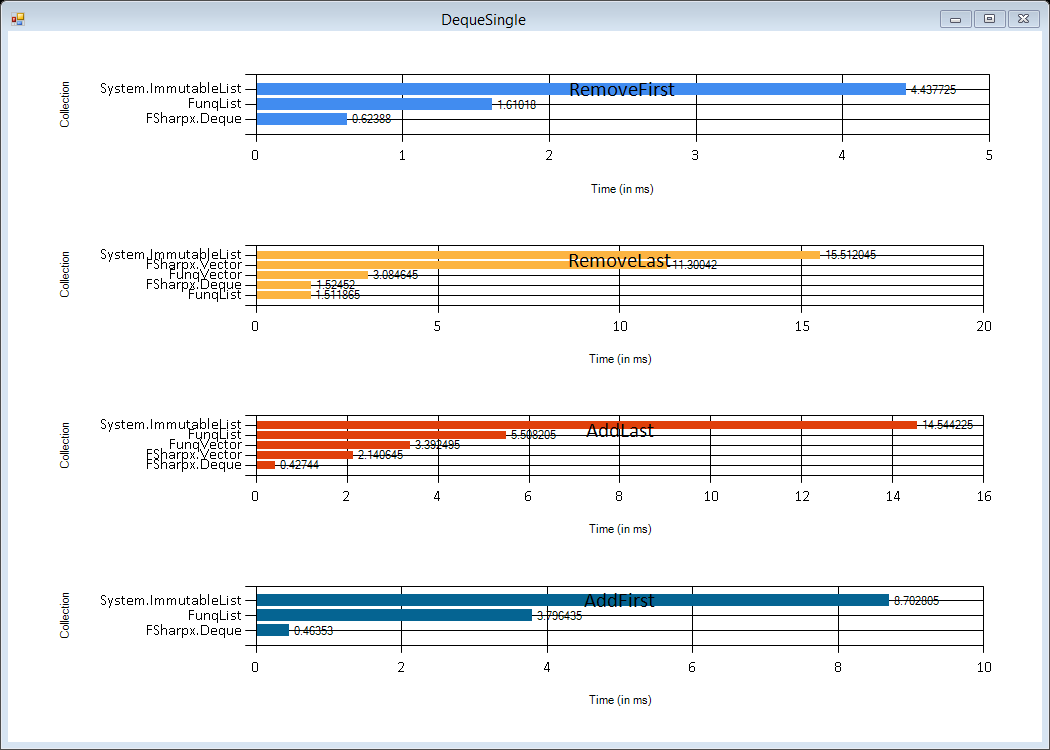 DequeSingle
RemoveFirst
Collection
System.ImmutableList 4.437725
FunqList 1.61018
FSharpx.Deque 0.62388
0 1 2 3 4 5
Time (in ms)
RemoveLast
Collection
System.ImmutableList 15.512045
FSharpx.Vector 11.30042
FunqVector 3.084645
FSharpx.Deque 1.52452
FunqList 1.511865
0 5 10 15 20
Time (in ms)
AddLast
Collection
System.ImmutableList 14.544225
FunqList 5.508205
FunqVector 3.392495
FSharpx.Vector 2.140645
FSharpx.Deque 0.42744
0 2 4 6 8 10 12 14 16
Time (in ms)
AddFirst
Collection
System.ImmutableList 8.702805
FunqList 3.796435
FSharpx.Deque 0.46353
0 2 4 6 8 10
Time (in ms)